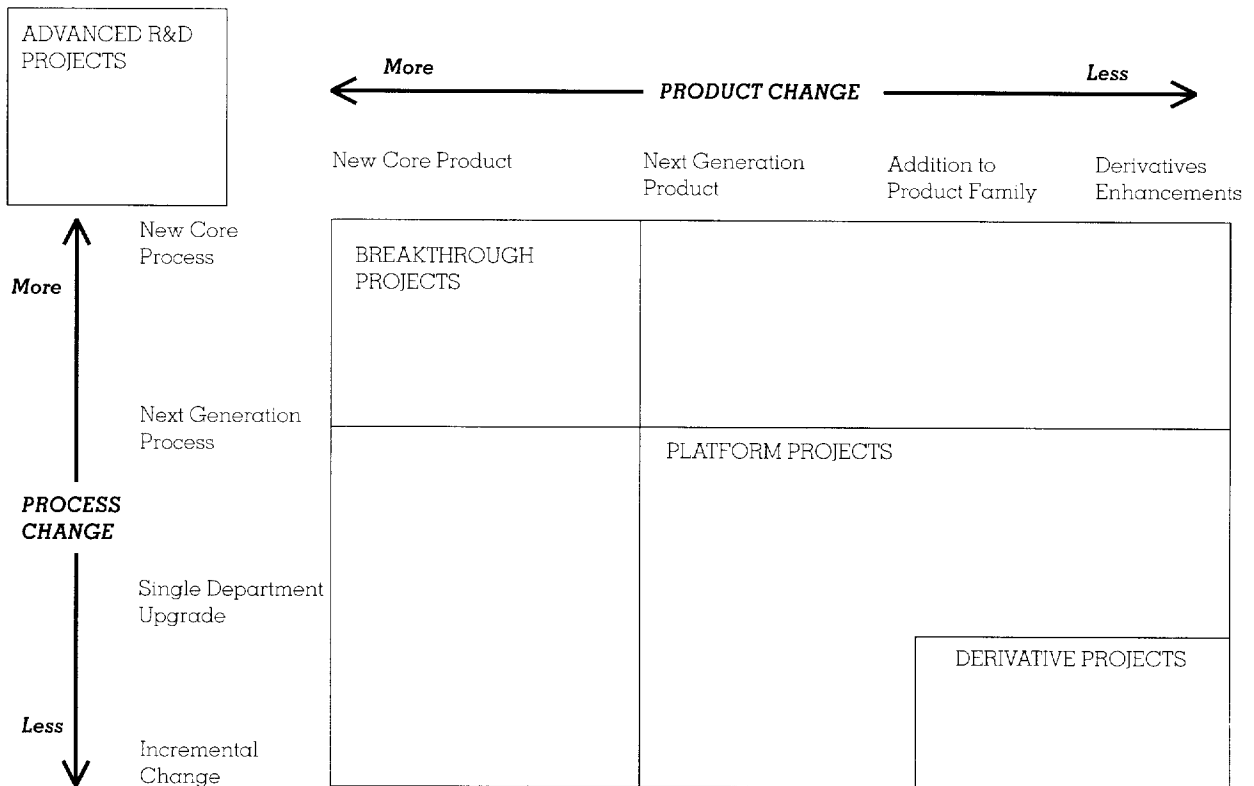 ADVANCED R&D
PROJECTS
More
Less
PRODUCT CHANGE
New Core Product
Next Generation
Product
Addition to
Product Family
Derivatives
Enhancements
New Core
Process
More
BREAKTHROUGH
PROJECTS
Next Generation
Process
PLATFORM PROJECTS
PROCESS
CHANGE
Single Department
Upgrade
DERIVATIVE PROJECTS
Less
Incremental
Change